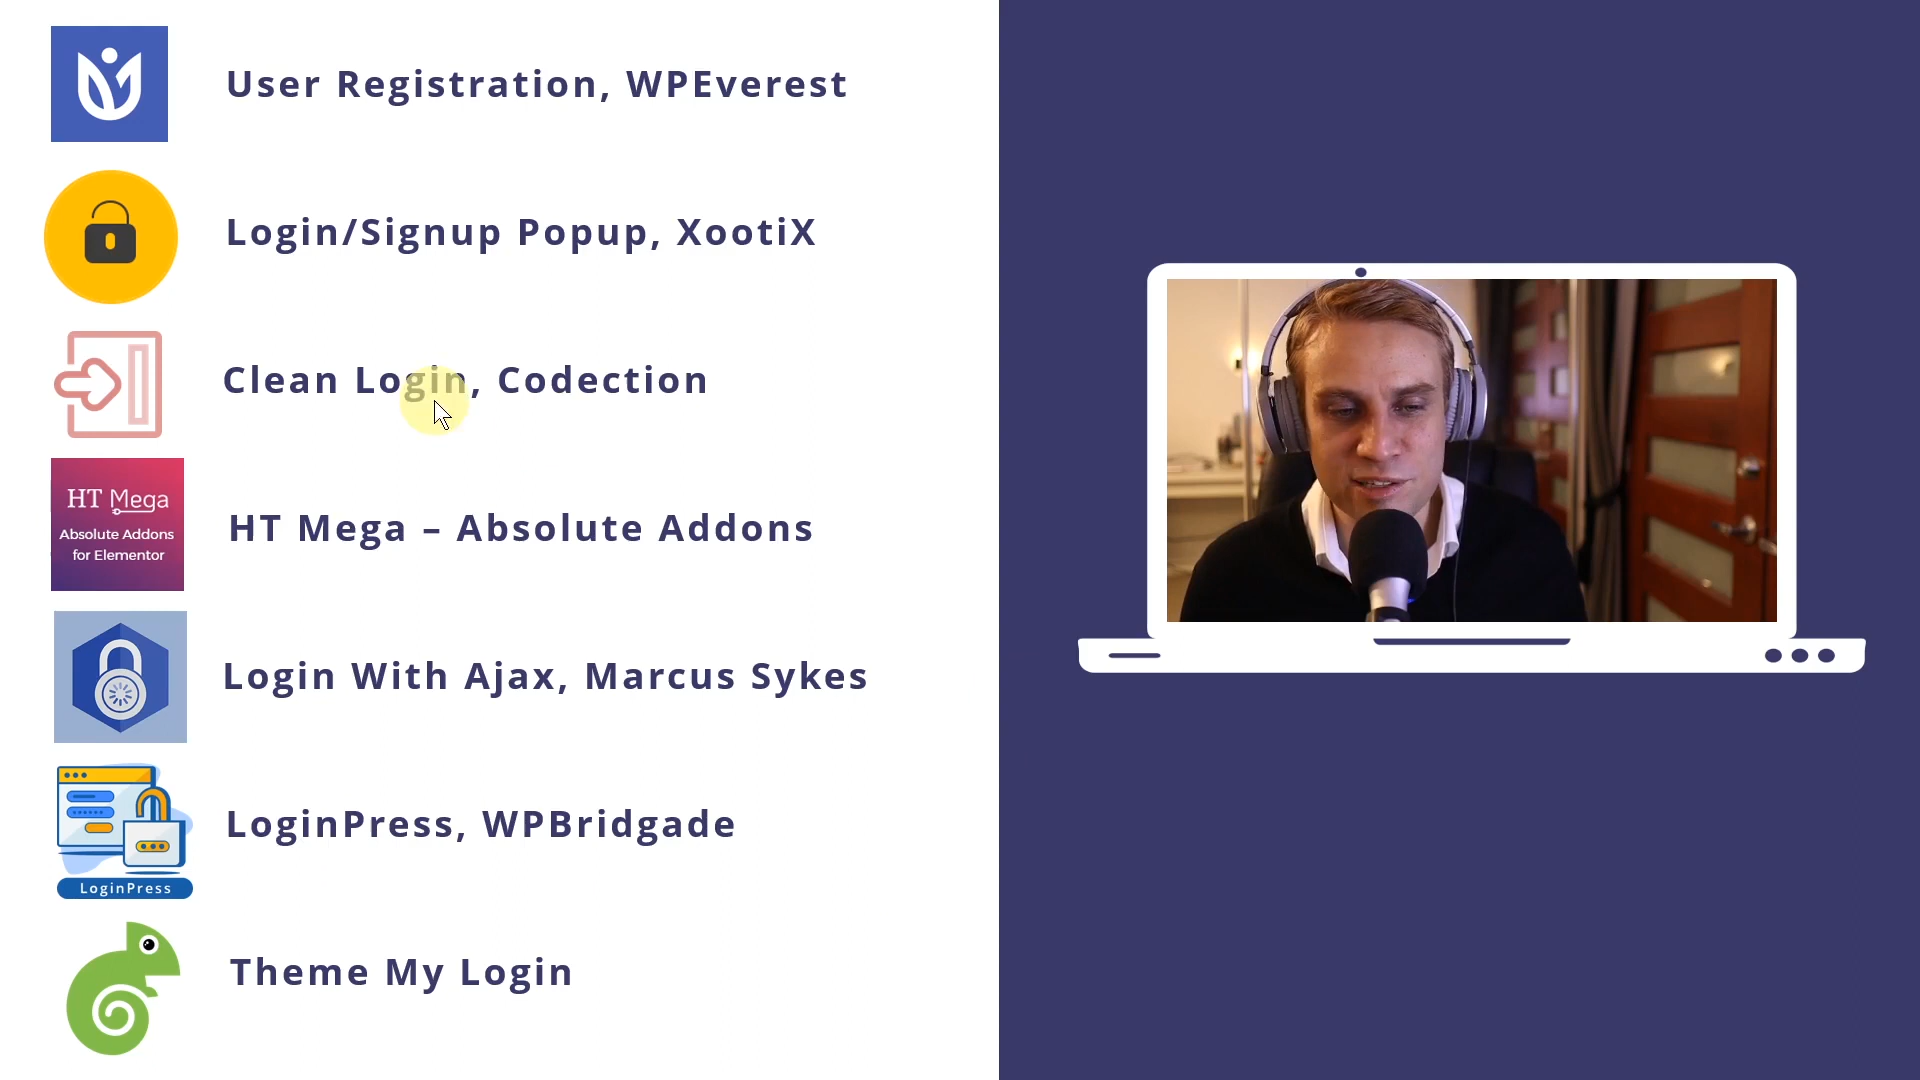 User Registration, WPEverest
Login/Signup Popup, XootiX
Clean Login, Codection
HT Mega
Absolute Addons
for Elementor
HT Mega – Absolute Addons
Login With Ajax, Marcus Sykes
LoginPress, WPBridgade
LoginPress
Theme My Login